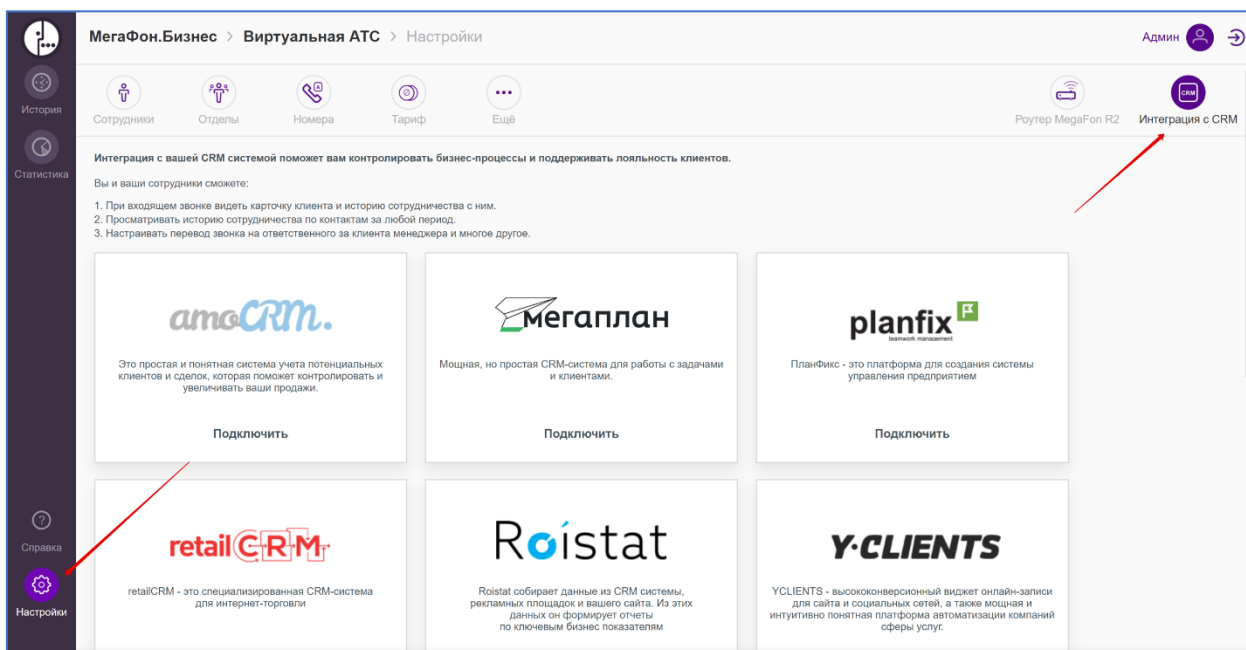 МегаФон.Бизнес > Виртуальная АТС > Настройки
Админ
История
Статистика
Справка
Настройки
Сотрудники
Отделы
Номера
Тариф
Ещё
Роутер MegaFon R2
CRM
Интеграция с CRM
Интеграция с вашей CRM системой поможет вам контролировать бизнес-процессы и поддерживать лояльность клиентов.
Вы и ваши сотрудники сможете:
1. При входящем звонке видеть карточку клиента и историю сотрудничества с ним.
2. Просматривать историю сотрудничества по контактам за любой период.
3. Настраивать перевод звонка на ответственного за клиента менеджера и многое другое.
amoCRM.
Это простая и понятная система учета потенциальных
клиентов и сделок, которая поможет контролировать и
увеличивать ваши продажи.
Подключить
мегаплан
Мощная, но простая CRM-система для работы с задачами
и клиентами.
Подключить
planfix
teamwork management
ПланФикс - это платформа для создания системы
управления предприятием
Подключить
retailCRM
retailCRM - это специализированная CRM-система
для интернет-торговли
Roistat
Roistat собирает данные из CRM системы,
рекламных площадок и вашего сайта. Из этих
данных он формирует отчеты
по ключевым бизнес показателям
Y·CLIENTS
YCLIENTS - высококонверсионный виджет онлайн-записи
для сайта и социальных сетей, а также мощная и
интуитивно понятная платформа автоматизации компаний
сферы услуг.